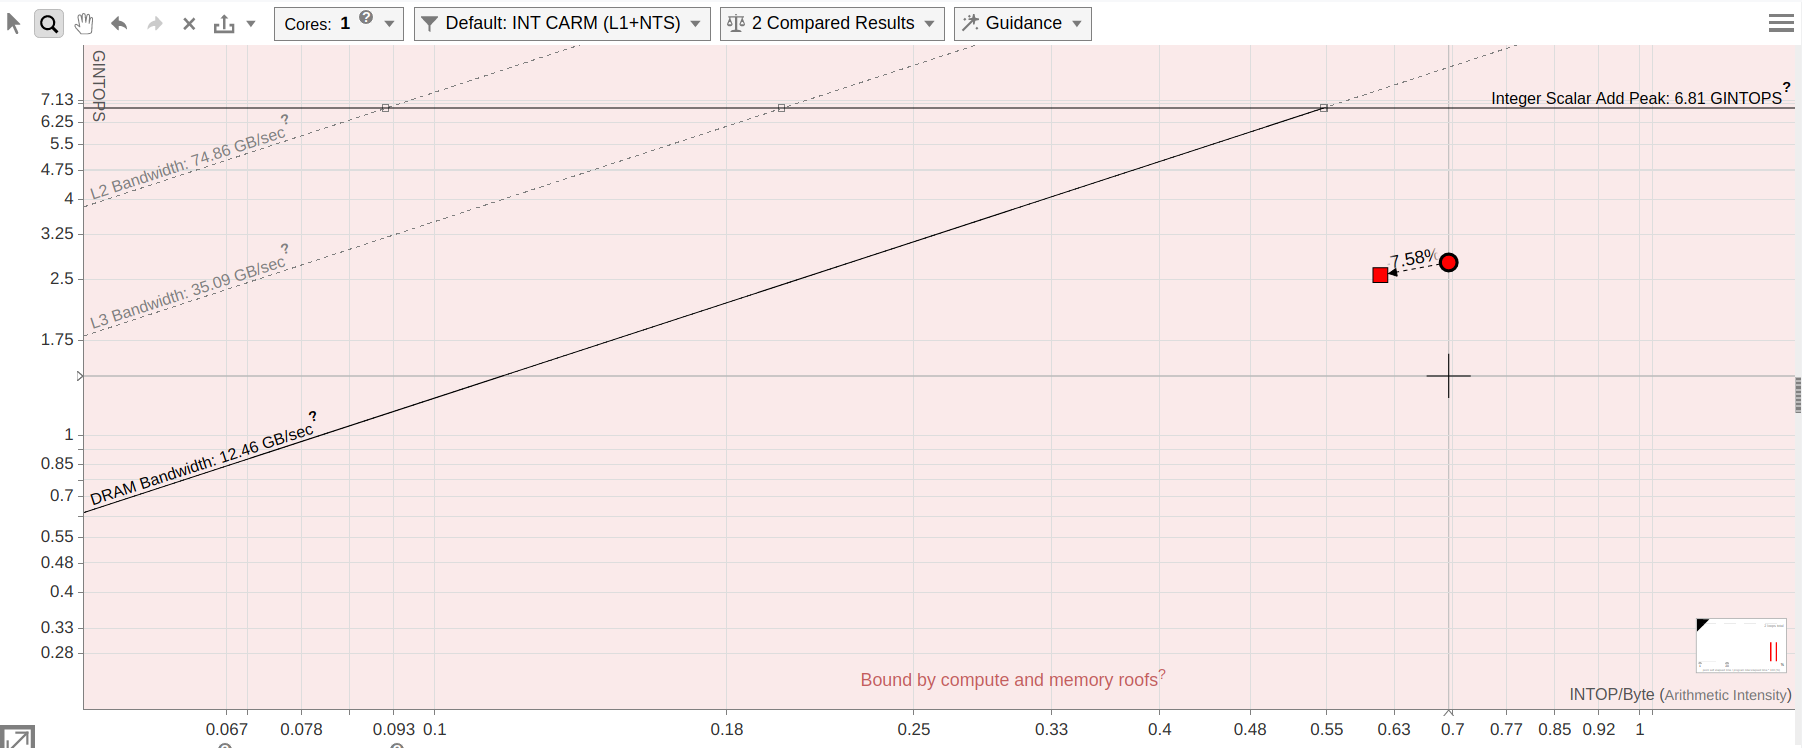 Cores: 1 ?
Default: INT CARM (L1+NTS)
2 Compared Results
Guidance
GINTOPS
7.13
6.25
5.5
4.75
4
3.25
2.5
1.75
1
0.85
0.7
0.55
0.48
0.4
0.33
0.28
Integer Scalar Add Peak: 6.81 GINTOPS?
L2 Bandwidth: 74.86 GB/sec?
L3 Bandwidth: 35.09 GB/sec?
DRAM Bandwidth: 12.46 GB/sec?
-7.58%
Bound by compute and memory roofs?
INTOP/Byte (Arithmetic Intensity)
0.067 0.078 0.093 0.1 0.18 0.25 0.33 0.4 0.48 0.55 0.63 0.7 0.77 0.85 0.92 1